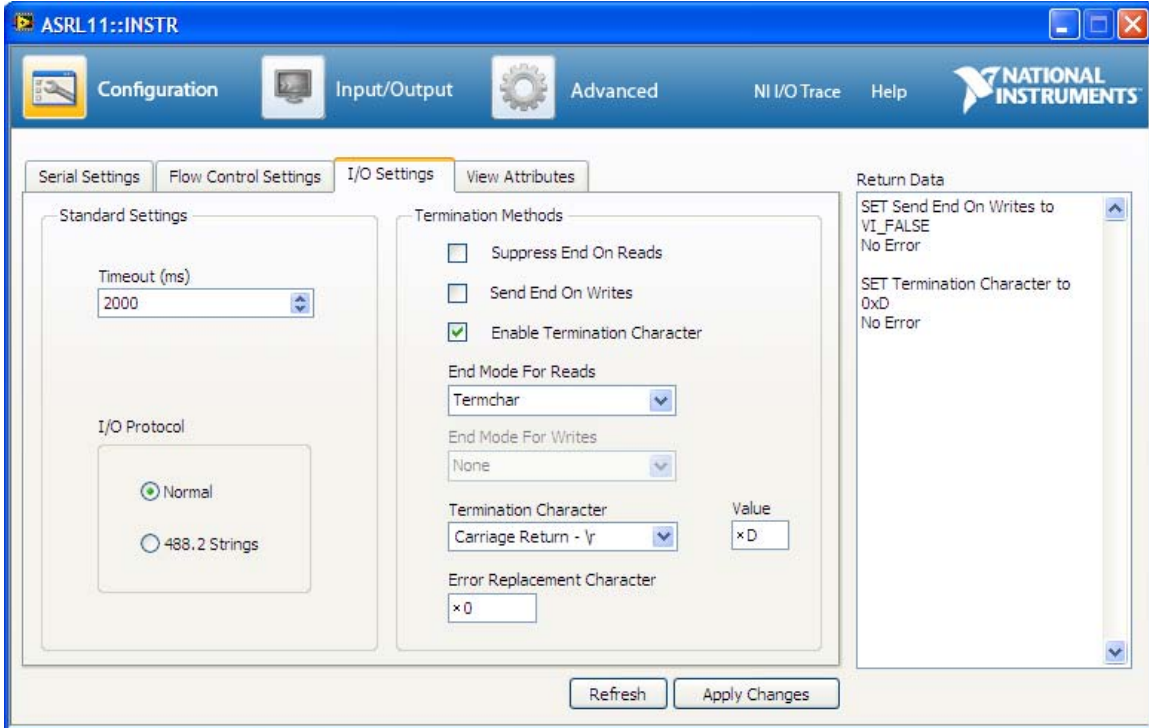 ASRL11::INSTR
Configuration
Input/Output
Advanced
NI I/O Trace
Help
NATIONAL
INSTRUMENTS
Serial Settings
Flow Control Settings
I/O Settings
View Attributes
Standard Settings
Timeout (ms)
2000
I/O Protocol
Normal
488.2 Strings
Termination Methods
Suppress End On Reads
Send End On Writes
Enable Termination Character
End Mode For Reads
Termchar
End Mode For Writes
None
Termination Character
Carriage Return - \r
Value
×D
Error Replacement Character
×0
Return Data
SET Send End On Writes to
VI_FALSE
No Error
SET Termination Character to
0xD
No Error
Refresh
Apply Changes